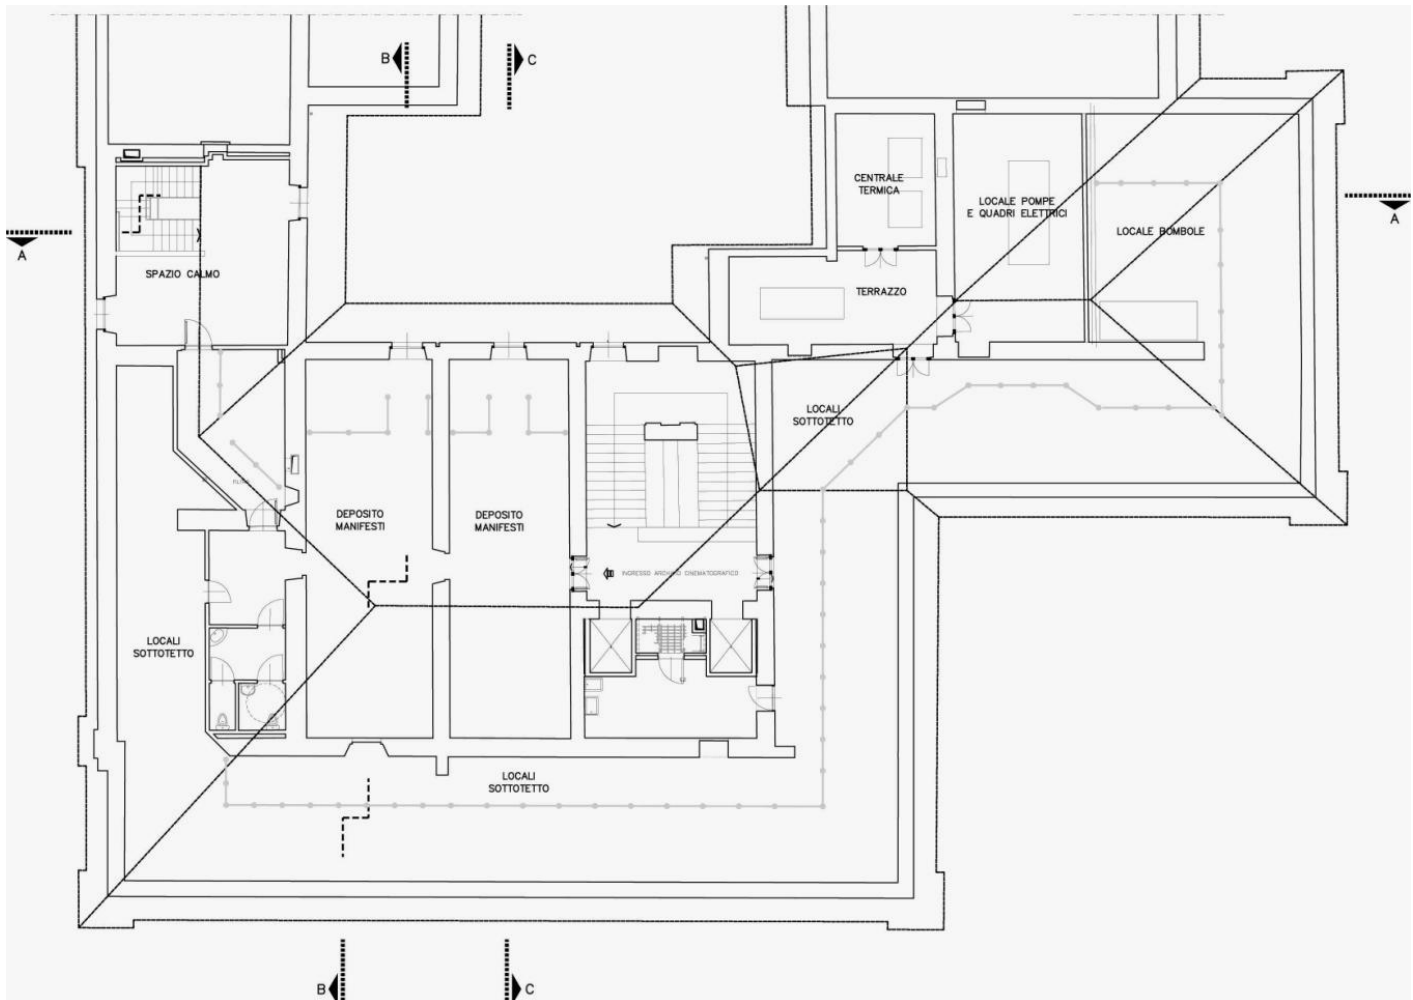 B
C
CENTRALE
TERMICA
LOCALE POMPE
E QUADRI ELETTRICI
A
LOCALE BOMBOLE
A
SPAZIO CALMO
TERRAZZO
LOCALI
SOTTOTETTO
DEPOSITO
MANIFESTI
DEPOSITO
MANIFESTI
INGRESSO ARCHIVIO CINEMATOGRAFICO
LOCALI
SOTTOTETTO
LOCALI
SOTTOTETTO
B
C